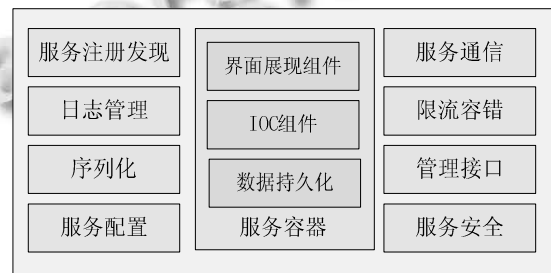 服务注册发现
日志管理
序列化
服务配置
界面展现组件
IOC组件
数据持久化
服务容器
服务通信
限流容错
管理接口
服务安全